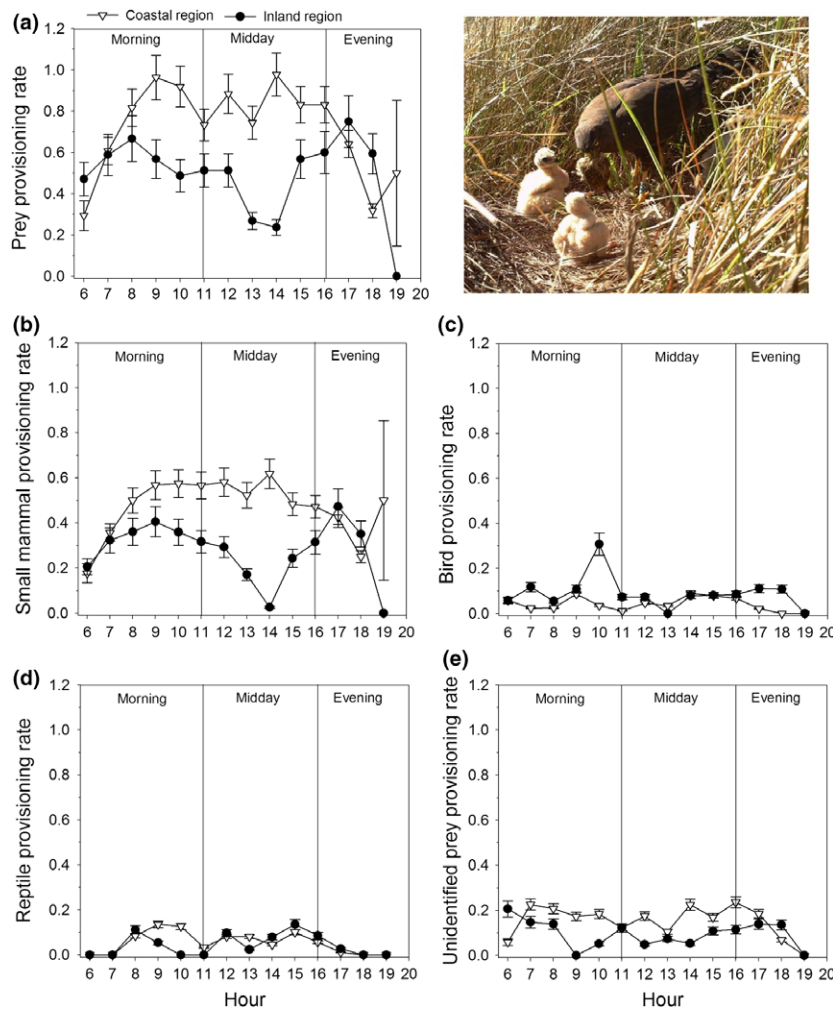 Coastal region Inland region
(a)
Morning Midday Evening
Prey provisioning rate
1.2
1.0
0.8
0.6
0.4
0.2
0.0
6 7 8 9 10 11 12 13 14 15 16 17 18 19 20
(b)
Morning Midday Evening
Small mammal provisioning rate
1.2
1.0
0.8
0.6
0.4
0.2
0.0
6 7 8 9 10 11 12 13 14 15 16 17 18 19 20
(c)
Morning Midday Evening
Bird provisioning rate
1.2
1.0
0.8
0.6
0.4
0.2
0.0
6 7 8 9 10 11 12 13 14 15 16 17 18 19 20
(d)
Morning Midday Evening
Reptile provisioning rate
1.2
1.0
0.8
0.6
0.4
0.2
0.0
6 7 8 9 10 11 12 13 14 15 16 17 18 19 20
Hour
(e)
Morning Midday Evening
Unidentified prey provisioning rate
1.2
1.0
0.8
0.6
0.4
0.2
0.0
6 7 8 9 10 11 12 13 14 15 16 17 18 19 20
Hour